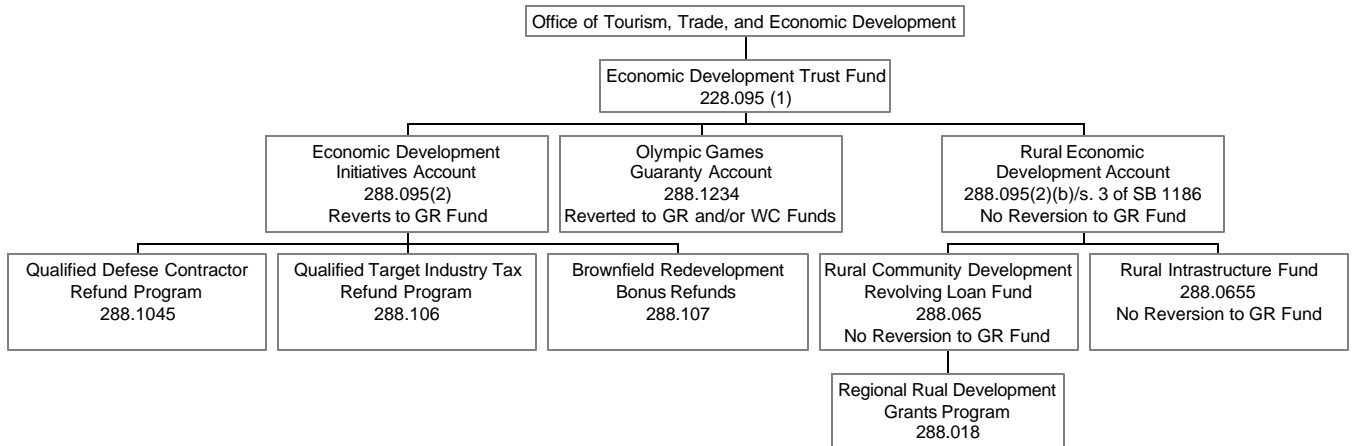 Office of Tourism, Trade, and Economic Development
Economic Development Trust Fund
228.095 (1)
Economic Development
Initiatives Account
288.095(2)
Reverts to GR Fund
Olympic Games
Guaranty Account
288.1234
Reverted to GR and/or WC Funds
Rural Economic
Development Account
288.095(2)(b)/s. 3 of SB 1186
No Reversion to GR Fund
Qualified Defese Contractor
Refund Program
288.1045
Qualified Target Industry Tax
Refund Program
288.106
Brownfield Redevelopment
Bonus Refunds
288.107
Rural Community Development
Revolving Loan Fund
288.065
No Reversion to GR Fund
Rural Intrastructure Fund
288.0655
No Reversion to GR Fund
Regional Rual Development
Grants Program
288.018